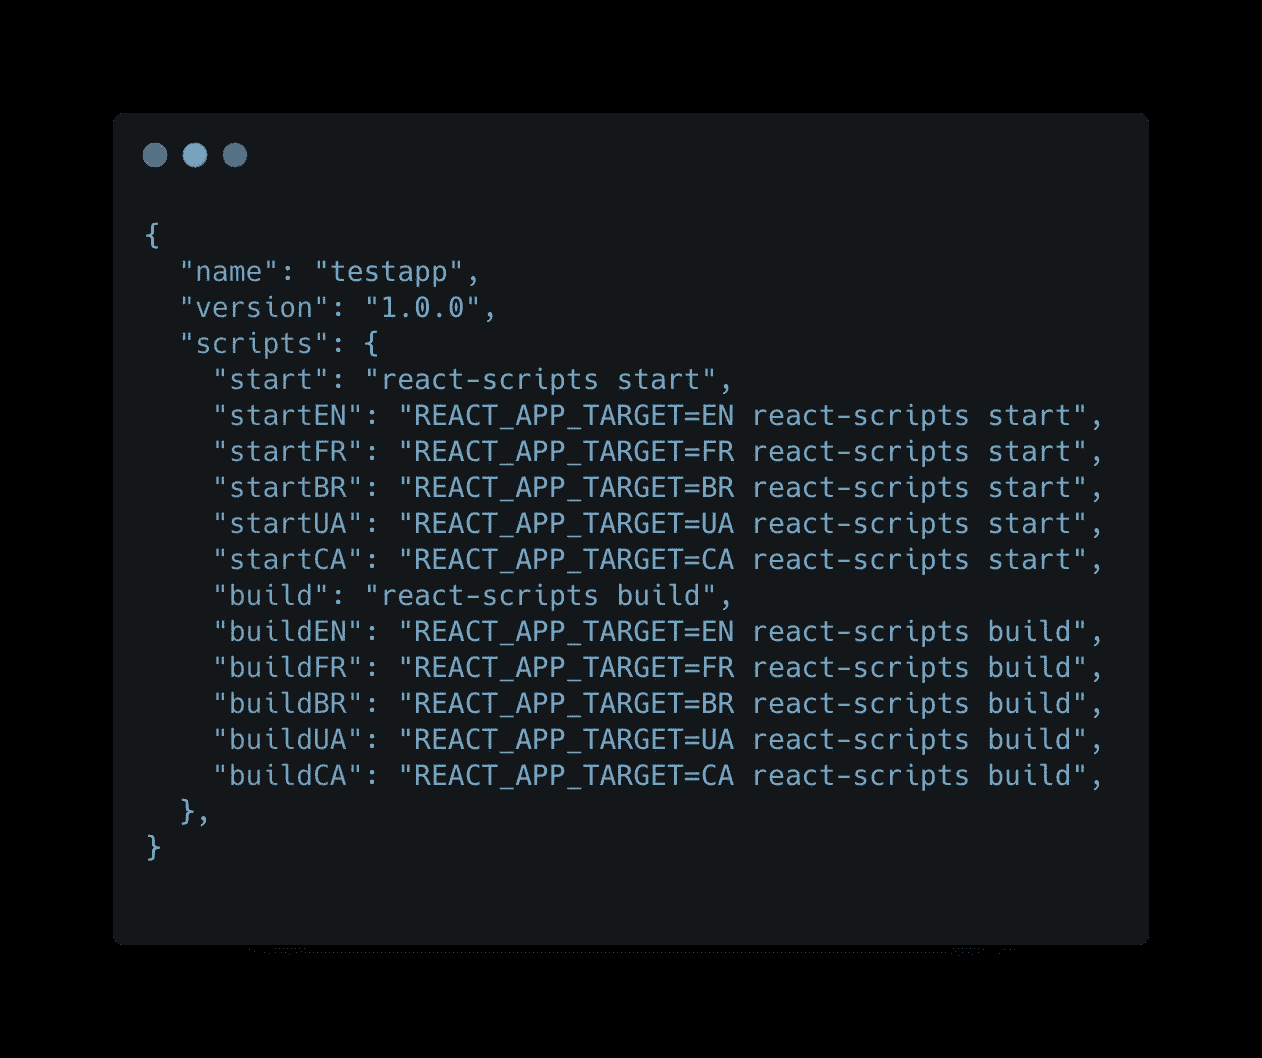 {
  "name": "testapp",
  "version": "1.0.0",
  "scripts": {
    "start": "react-scripts start",
    "startEN": "REACT_APP_TARGET=EN react-scripts start",
    "startFR": "REACT_APP_TARGET=FR react-scripts start",
    "startBR": "REACT_APP_TARGET=BR react-scripts start",
    "startUA": "REACT_APP_TARGET=UA react-scripts start",
    "startCA": "REACT_APP_TARGET=CA react-scripts start",
    "build": "react-scripts build",
    "buildEN": "REACT_APP_TARGET=EN react-scripts build",
    "buildFR": "REACT_APP_TARGET=FR react-scripts build",
    "buildBR": "REACT_APP_TARGET=BR react-scripts build",
    "buildUA": "REACT_APP_TARGET=UA react-scripts build",
    "buildCA": "REACT_APP_TARGET=CA react-scripts build",
  },
}